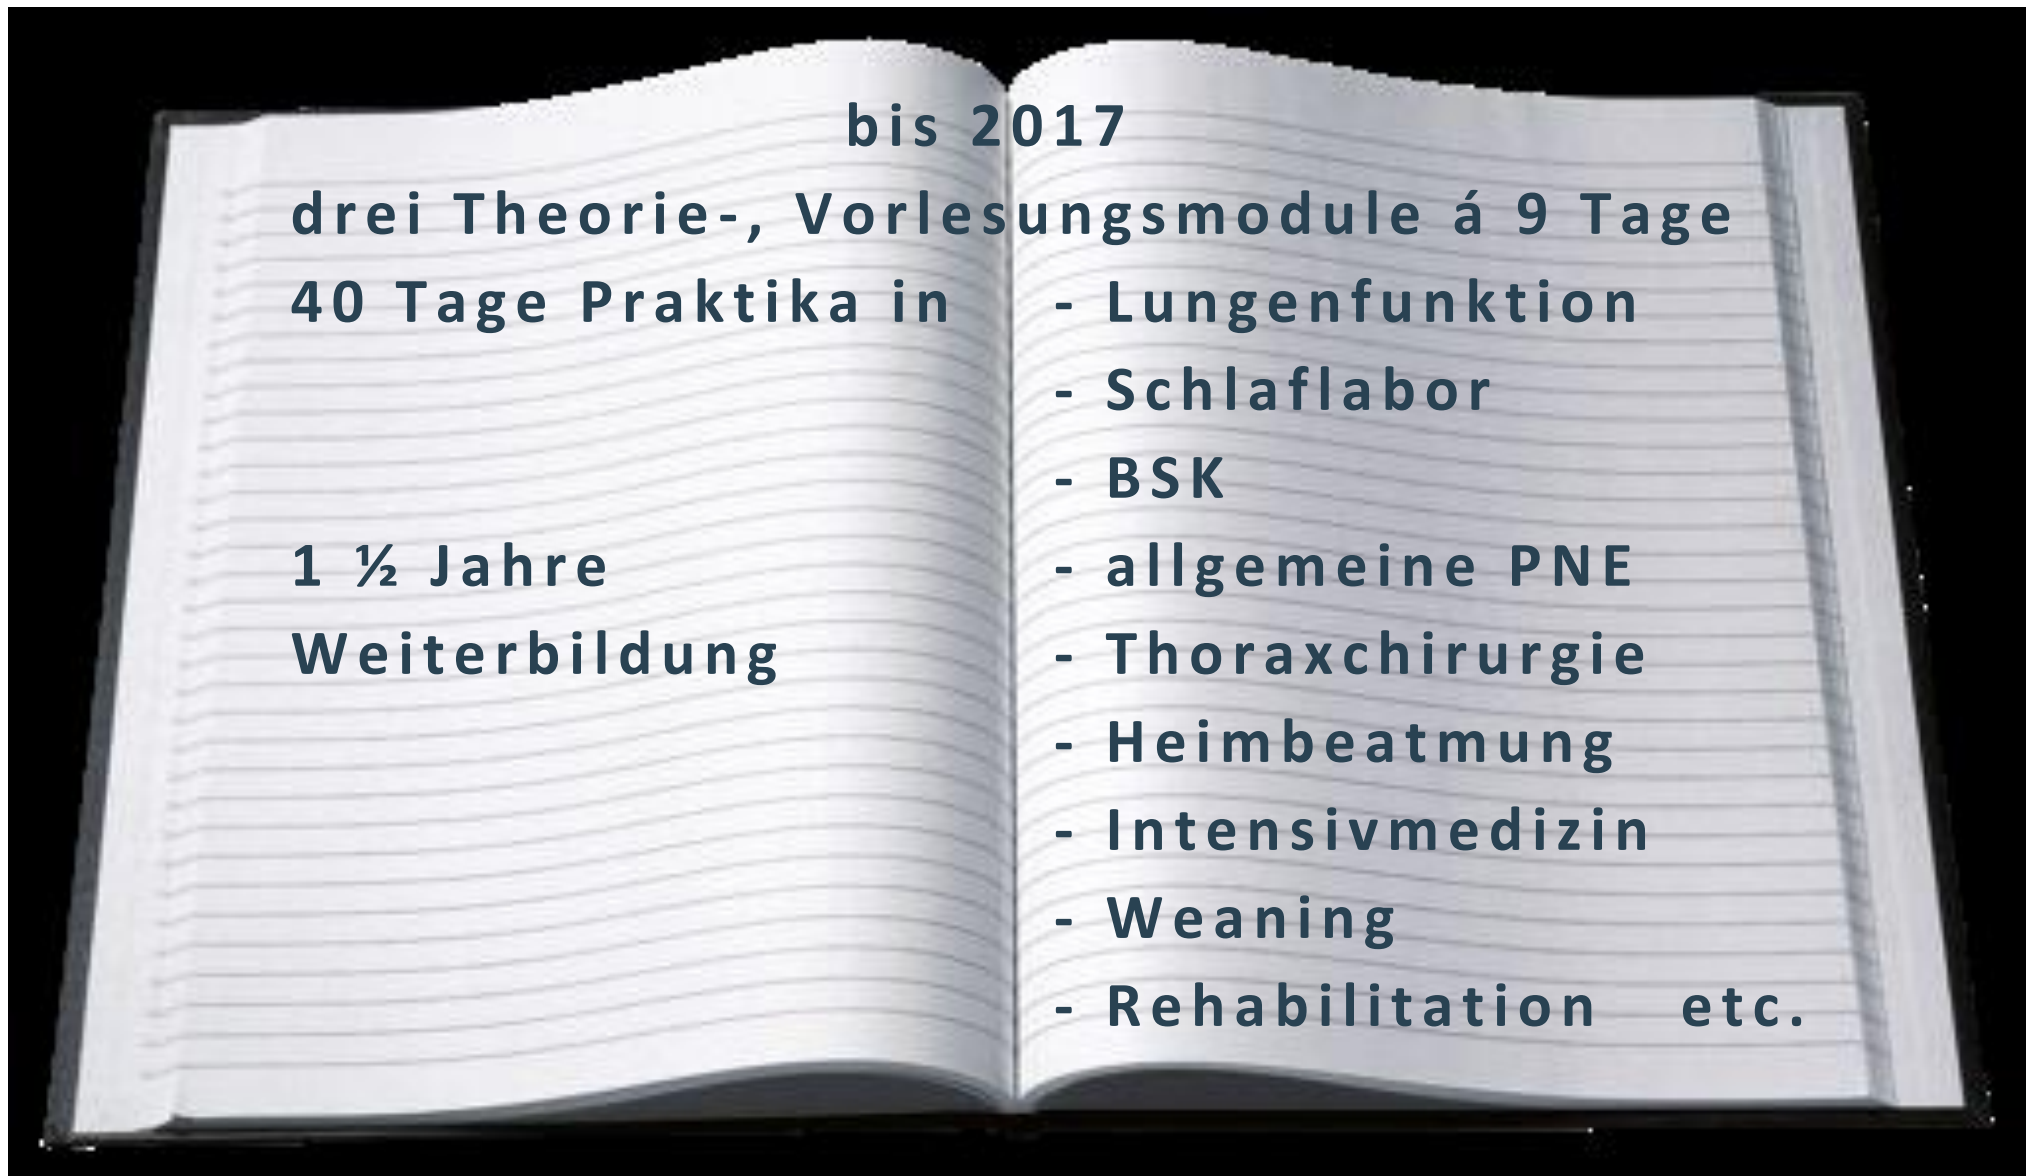 bis 2017
drei Theorie-, Vorlesungsmodule á 9 Tage
40 Tage Praktika in - Lungenfunktion
- Schlaflabor
- BSK
1 ½ Jahre - allgemeine PNE
Weiterbildung - Thoraxchirurgie
- Heimbeatmung
- Intensivmedizin
- Weaning
- Rehabilitation etc.